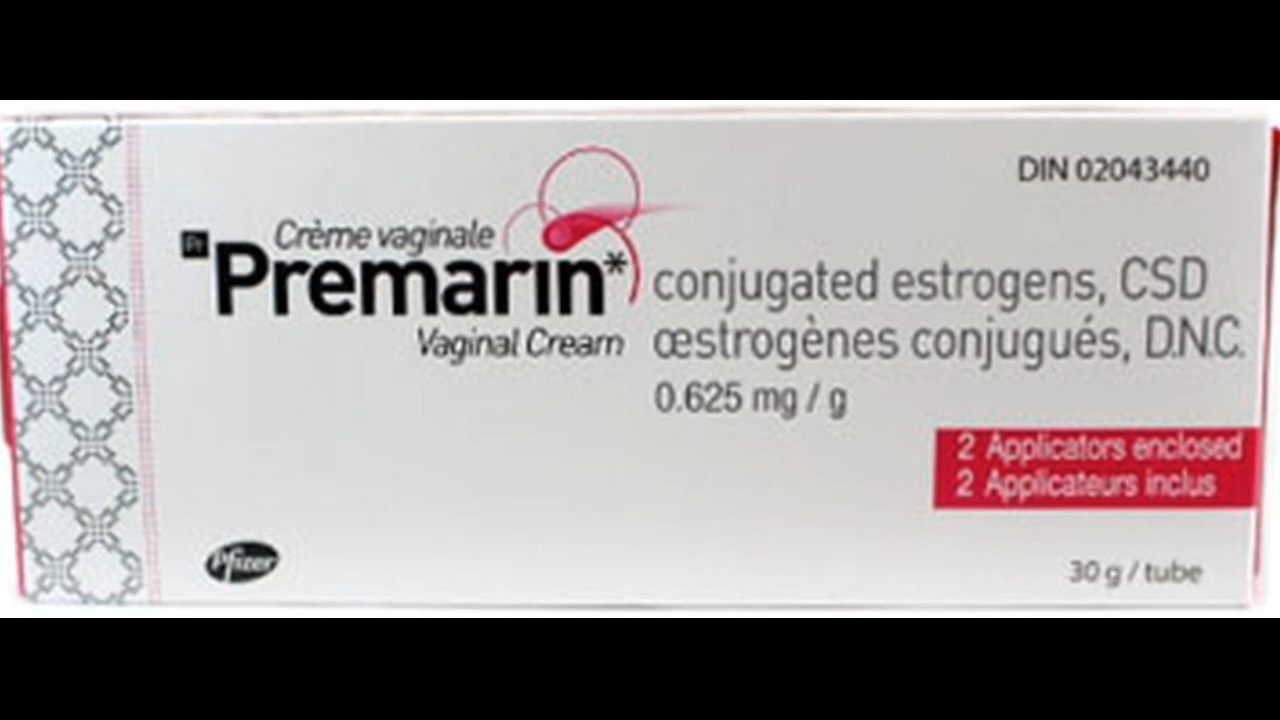 DIN 02043440
Crème vaginale
Pr Premarin*
Vaginal Cream
conjugated estrogens, CSD
œstrogènes conjugués, D.N.C.
0.625 mg / g
2 Applicators enclosed
2 Applicateurs inclus
Pfizer
30 g / tube